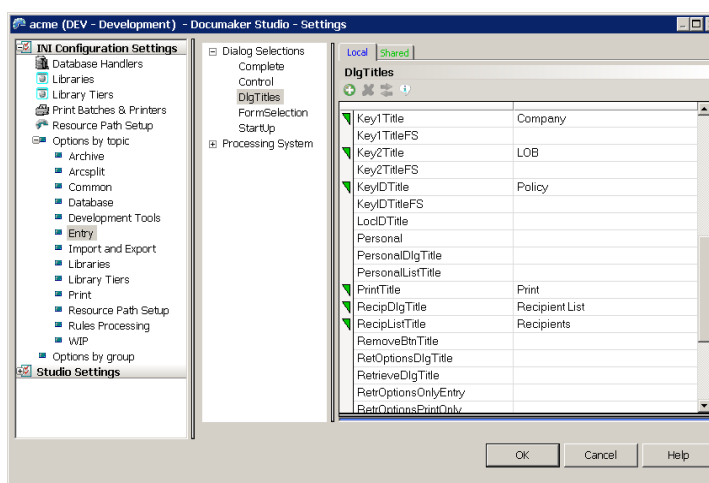 acme (DEV - Development) - Documaker Studio - Settings
INI Configuration Settings
Database Handlers
Libraries
Library Tiers
Print Batches & Printers
Resource Path Setup
Options by topic
Archive
Arcsplit
Common
Database
Development Tools
Entry
Import and Export
Libraries
Library Tiers
Print
Resource Path Setup
Rules Processing
WIP
Options by group
Studio Settings
Dialog Selections
Complete
Control
DlgTitles
FormSelection
StartUp
Processing System
Local Shared
DlgTitles
Key1Title Company
Key1TitleFS
Key2Title LOB
Key2TitleFS
KeyIDTitle Policy
KeyIDTitleFS
LocIDTitle
Personal
PersonalDlgTitle
PersonalListTitle
PrintTitle Print
RecipDlgTitle Recipient List
RecipListTitle Recipients
RemoveBtnTitle
RetOptionsDlgTitle
RetrieveDlgTitle
RetrOptionsOnlyEntry
RetrOptionsPrintOnly
OK Cancel Help